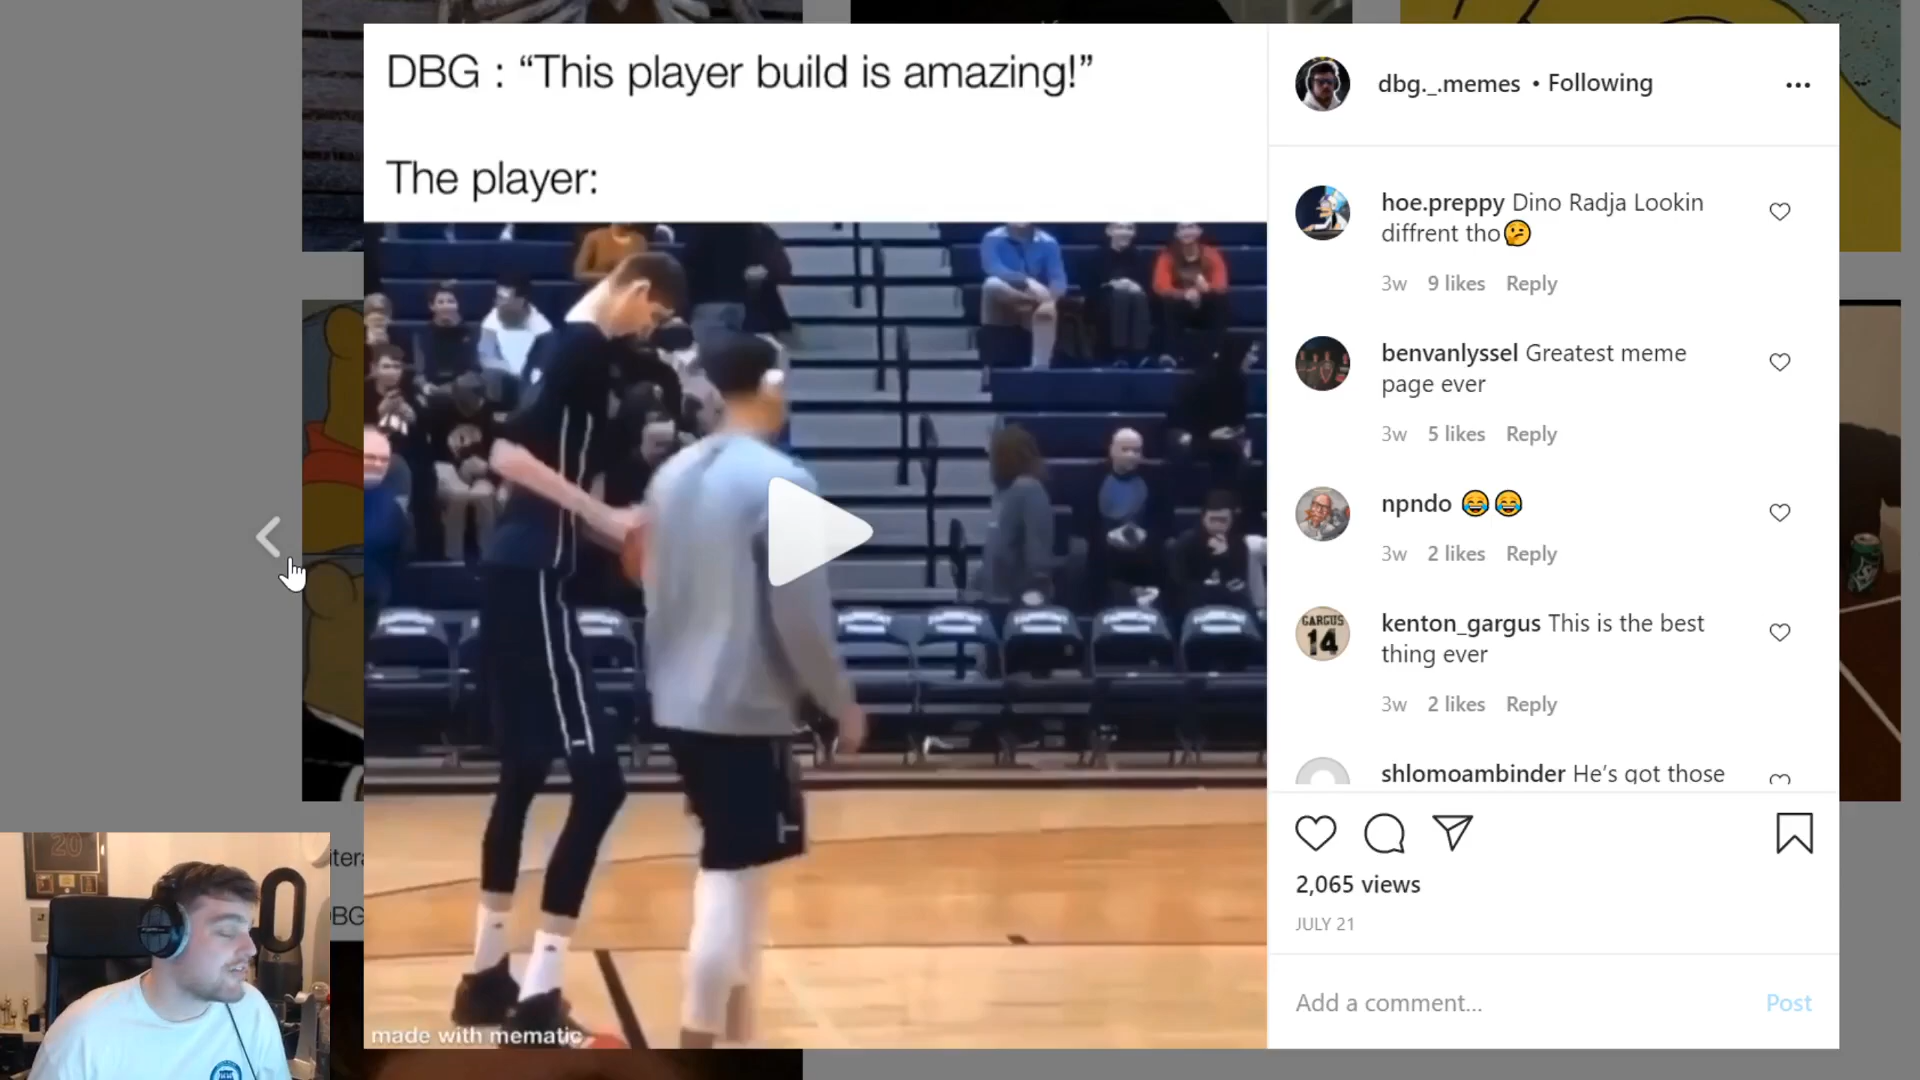 DBG : “This player build is amazing!”
The player:
made with mematic
dbg._.memes • Following
hoe.preppy Dino Radja Lookin
diffrent tho🤔
3w 9 likes Reply
benvanlyssel Greatest meme
page ever
3w 5 likes Reply
npndo 😂😂
3w 2 likes Reply
GARGUS
14
kenton_gargus This is the best
thing ever
3w 2 likes Reply
shlomoambinder He’s got those
2,065 views
JULY 21
Add a comment...
Post
20